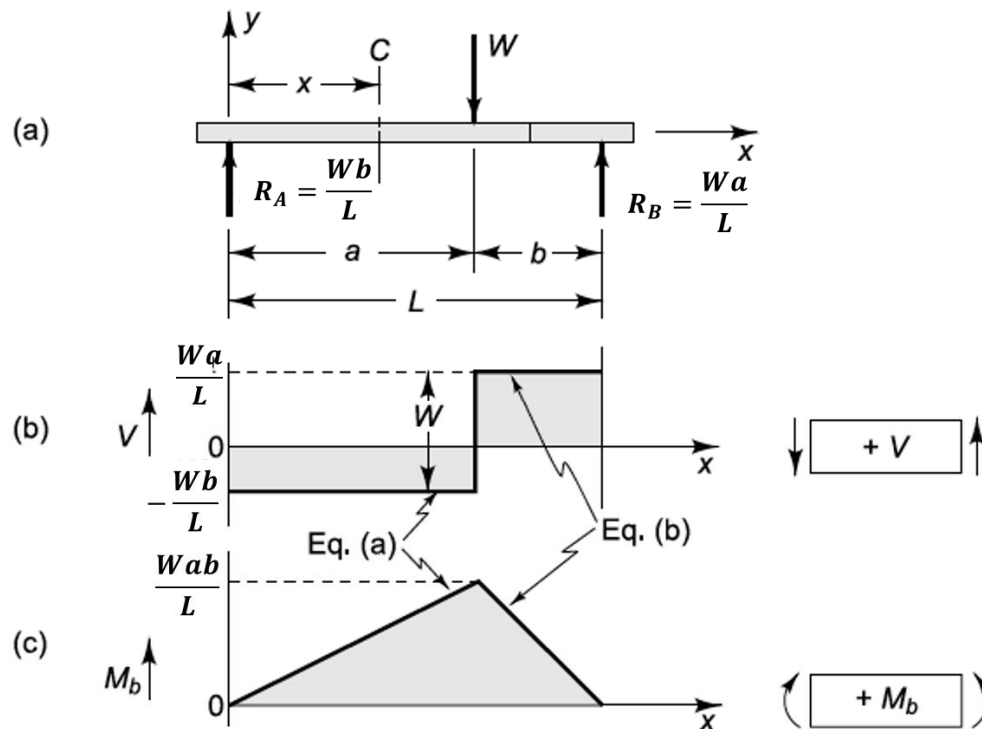 y
C
W
x
(a)
x
R_A = Wb/L
R_B = Wa/L
a
b
L
Wa/L
(b)
V
W
0
x
+ V
− Wb/L
Eq. (a)
Eq. (b)
Wab/L
(c)
M_b
0
x
+ M_b